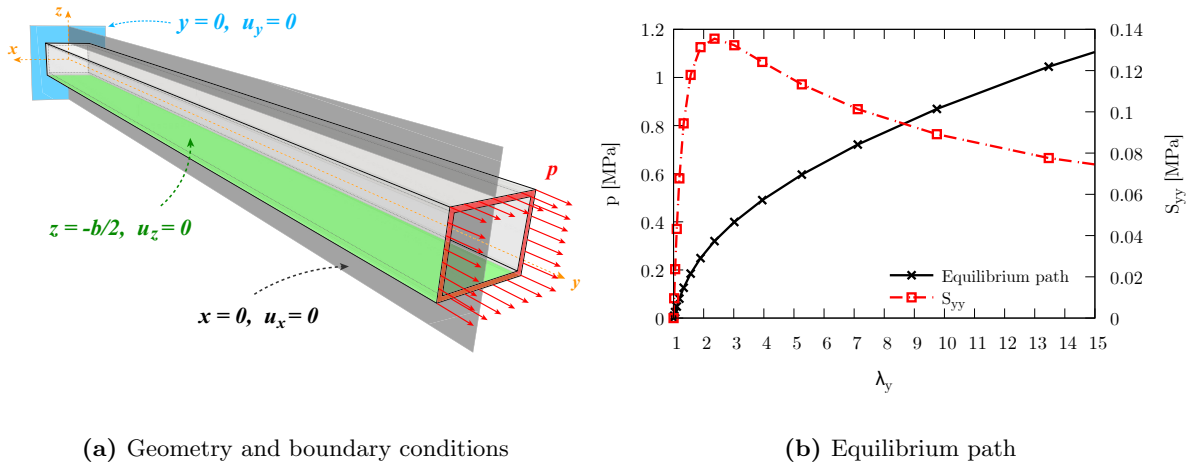 z
y = 0, u_y = 0
x
p
z = -b/2, u_z = 0
y
x = 0, u_x = 0
1.2
1
0.8
0.6
0.4
0.2
0
p [MPa]
0.14
0.12
0.1
0.08
0.06
0.04
0.02
0
S_yy [MPa]
Equilibrium path
S_yy
1 2 3 4 5 6 7 8 9 10 11 12 13 14 15
λ_y
(a) Geometry and boundary conditions
(b) Equilibrium path